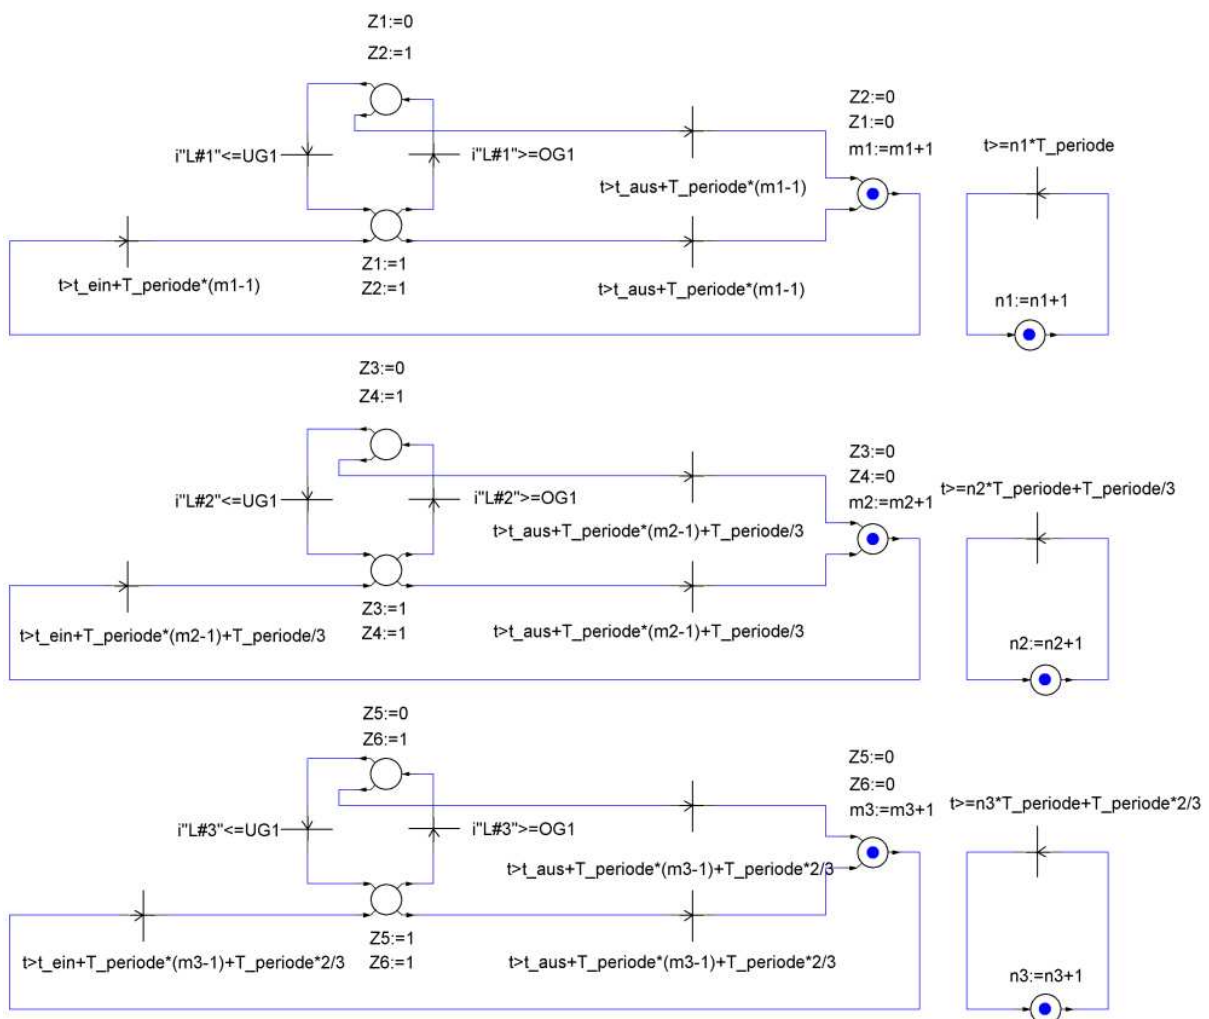 Z1:=0
Z2:=1
Z2:=0
Z1:=0
m1:=m1+1
t>=n1*T_periode
i"L#1"<=UG1
i"L#1">=OG1
t>t_aus+T_periode*(m1-1)
Z1:=1
Z2:=1
t>t_ein+T_periode*(m1-1)
t>t_aus+T_periode*(m1-1)
n1:=n1+1
Z3:=0
Z4:=1
Z3:=0
Z4:=0
m2:=m2+1
t>=n2*T_periode+T_periode/3
i"L#2"<=UG1
i"L#2">=OG1
t>t_aus+T_periode*(m2-1)+T_periode/3
Z3:=1
Z4:=1
t>t_ein+T_periode*(m2-1)+T_periode/3
t>t_aus+T_periode*(m2-1)+T_periode/3
n2:=n2+1
Z5:=0
Z6:=1
Z5:=0
Z6:=0
m3:=m3+1
t>=n3*T_periode+T_periode*2/3
i"L#3"<=UG1
i"L#3">=OG1
t>t_aus+T_periode*(m3-1)+T_periode*2/3
Z5:=1
Z6:=1
t>t_ein+T_periode*(m3-1)+T_periode*2/3
t>t_aus+T_periode*(m3-1)+T_periode*2/3
n3:=n3+1